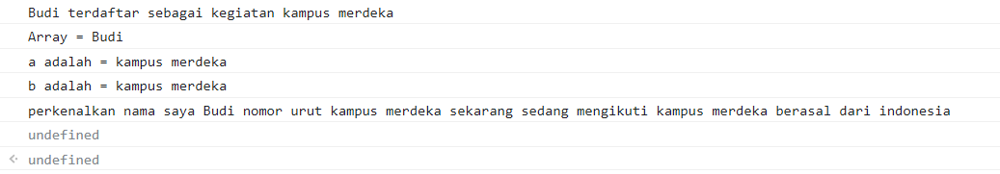 Budi terdaftar sebagai kegiatan kampus merdeka
Array = Budi
a adalah = kampus merdeka
b adalah = kampus merdeka
perkenalkan nama saya Budi nomor urut kampus merdeka sekarang sedang mengikuti kampus merdeka berasal dari indonesia
undefined
undefined